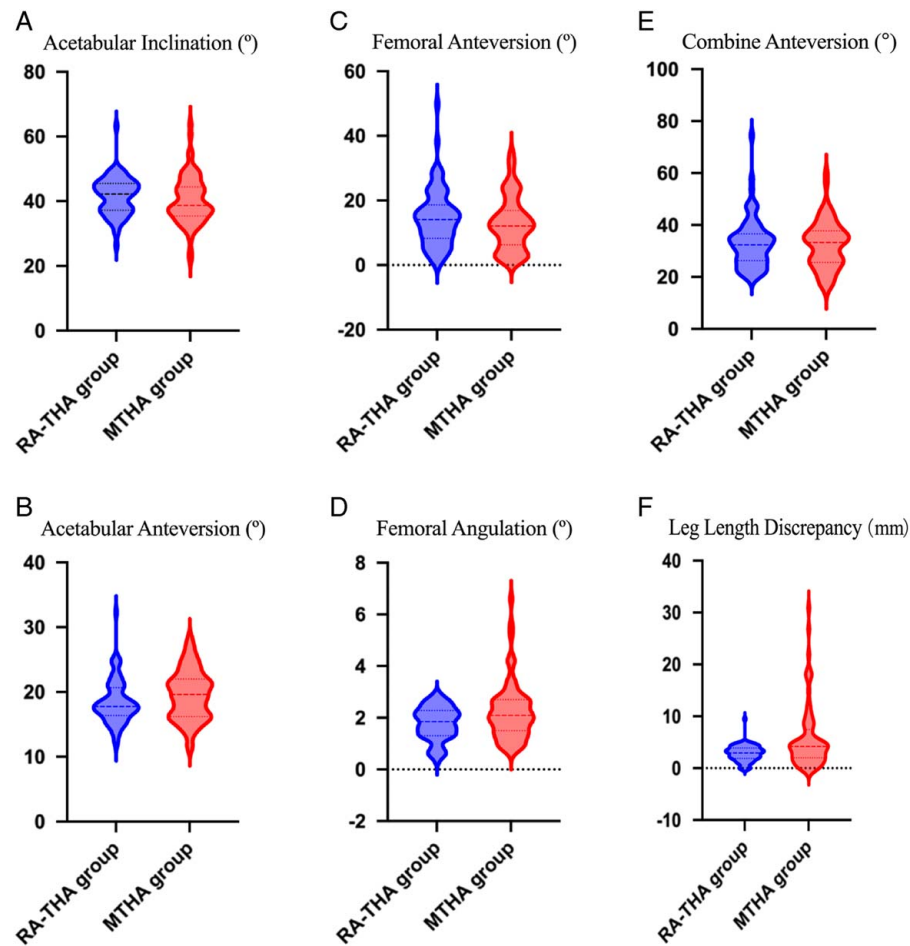 A
Acetabular Inclination (º)
80
60
40
20
0
RA-THA group
MTHA group
C
Femoral Anteversion (º)
60
40
20
0
-20
RA-THA group
MTHA group
E
Combine Anteversion (°)
100
80
60
40
20
0
RA-THA group
MTHA group
B
Acetabular Anteversion (º)
40
30
20
10
0
RA-THA group
MTHA group
D
Femoral Angulation (º)
8
6
4
2
0
-2
RA-THA group
MTHA group
F
Leg Length Discrepancy (mm)
40
30
20
10
0
-10
RA-THA group
MTHA group